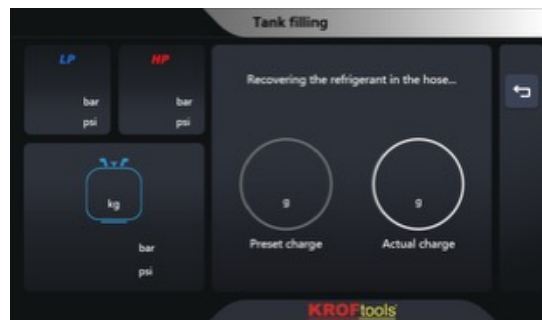 Tank filling
LP
HP
bar
bar
psi
psi
kg
bar
psi
Recovering the refrigerant in the hose...
g
g
Preset charge
Actual charge
KROFtools